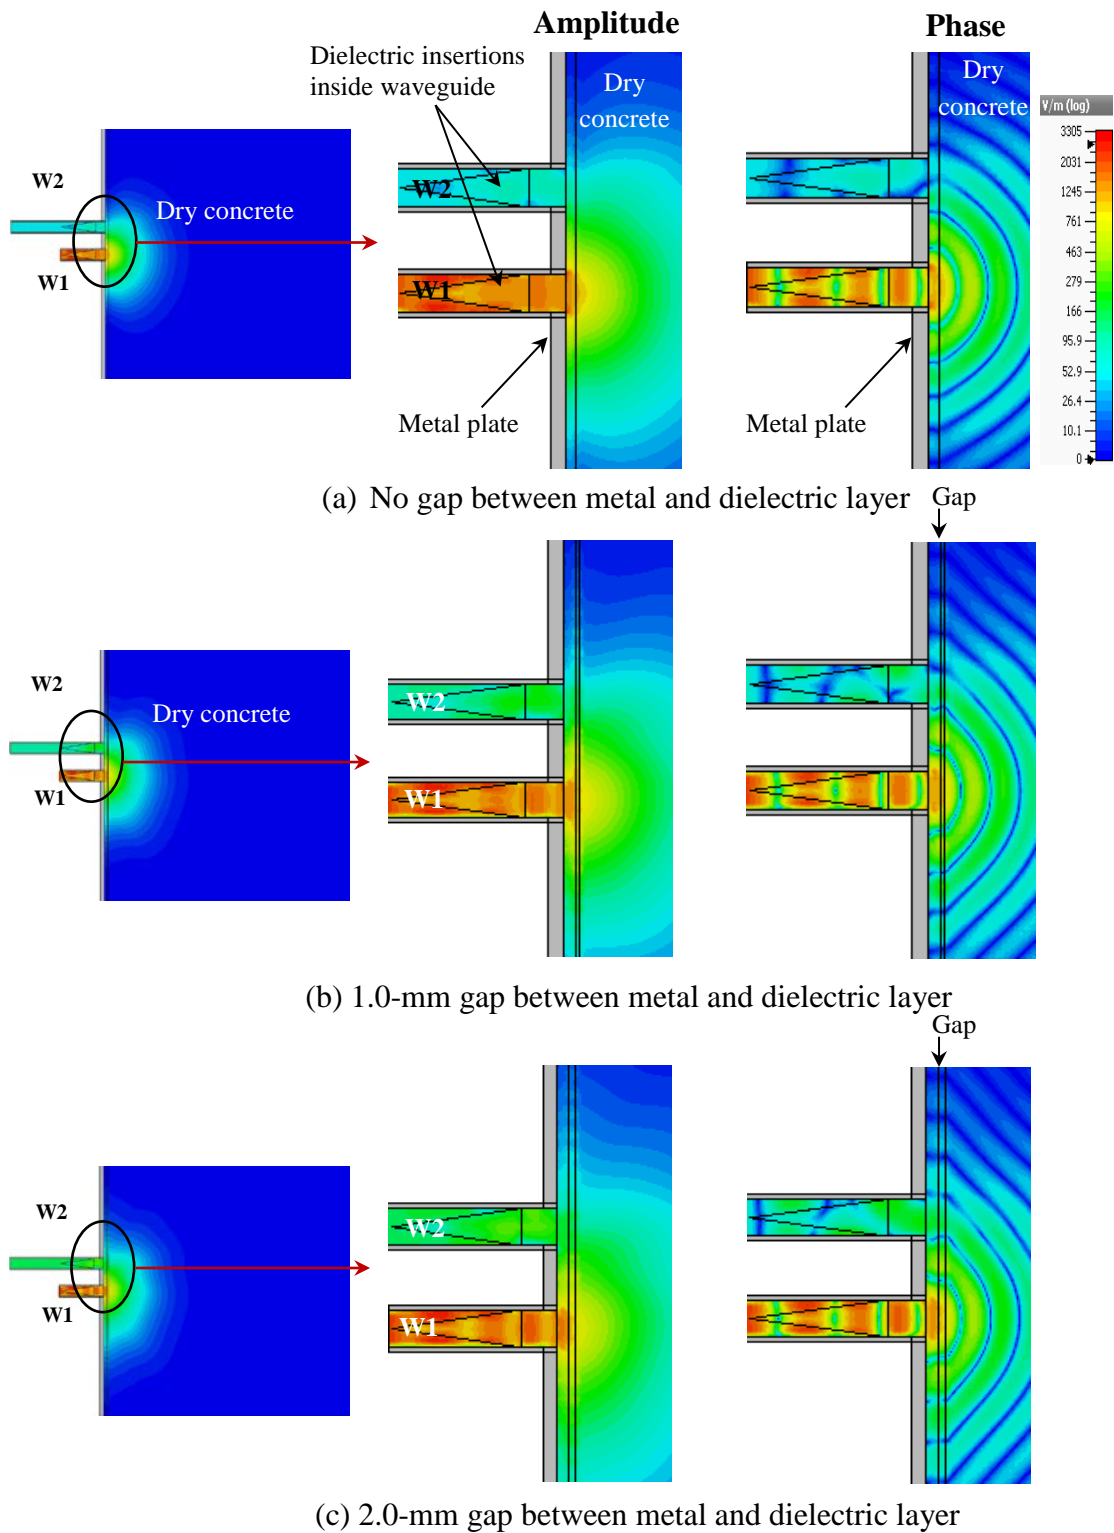 Amplitude
Phase
Dielectric insertions
inside waveguide
Dry
concrete
Dry
concrete
V/m (log)
3305
2031
1245
761
463
279
166
95.9
52.9
26.4
10.1
0
W2
Dry concrete
W1
W2
W1
Metal plate
Metal plate
(a) No gap between metal and dielectric layer
Gap
W2
Dry concrete
W1
W2
W1
(b) 1.0-mm gap between metal and dielectric layer
Gap
W2
W1
W2
W1
(c) 2.0-mm gap between metal and dielectric layer